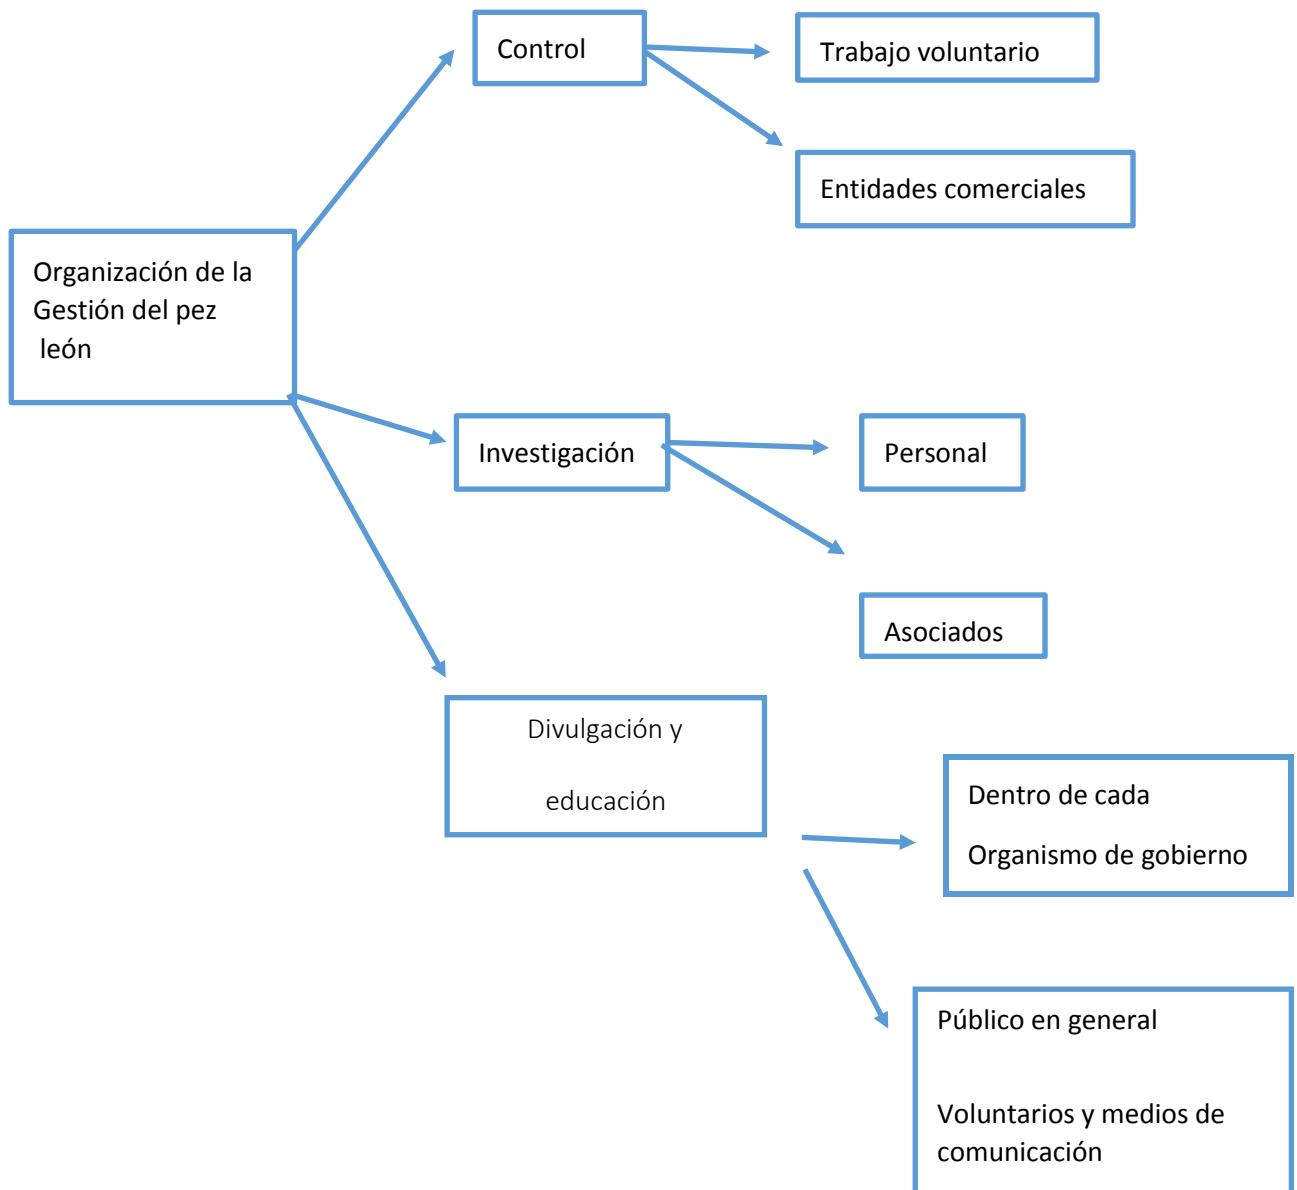 Control
Trabajo voluntario
Entidades comerciales
Organización de la
Gestión del pez
león
Investigación
Personal
Asociados
Divulgación y
educación
Dentro de cada
Organismo de gobierno
Público en general
Voluntarios y medios de
comunicación